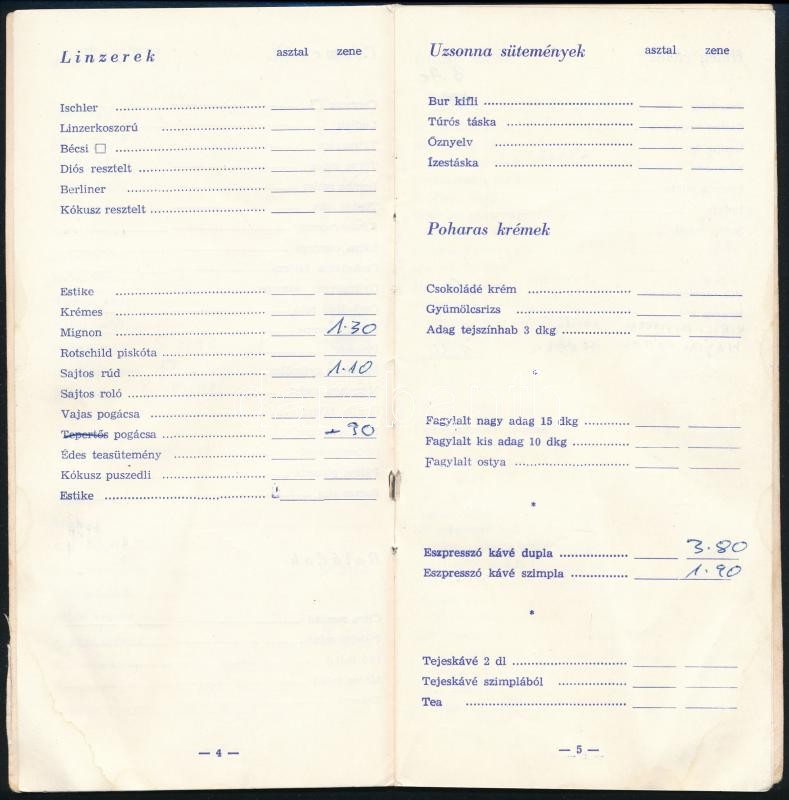 Linzerek asztal zene
Ischler
Linzerkoszorú
Bécsi □
Diós resztelt
Berliner
Kókusz resztelt
Estike
Krémes
Mignon 1·30
Rotschild piskóta
Sajtos rúd 1·10
Sajtos roló
Vajas pogácsa
Tepertős pogácsa –90
Édes teasütemény
Kókusz puszedli
Estike
— 4 —
Uzsonna sütemények asztal zene
Bur kifli
Túrós táska
Őznyelv
Ízestáska
Poharas krémek
Csokoládé krém
Gyümölcsrizs
Adag tejszínhab 3 dkg
Fagylalt nagy adag 15 dkg
Fagylalt kis adag 10 dkg
Fagylalt ostya
*
Eszpresszó kávé dupla 3·80
Eszpresszó kávé szimpla 1·90
*
Tejeskávé 2 dl
Tejeskávé szimplából
Tea
— 5 —